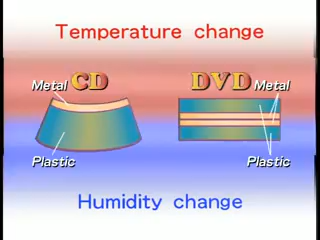 Temperature change
CD
DVD
Metal
Metal
Plastic
Plastic
Humidity change